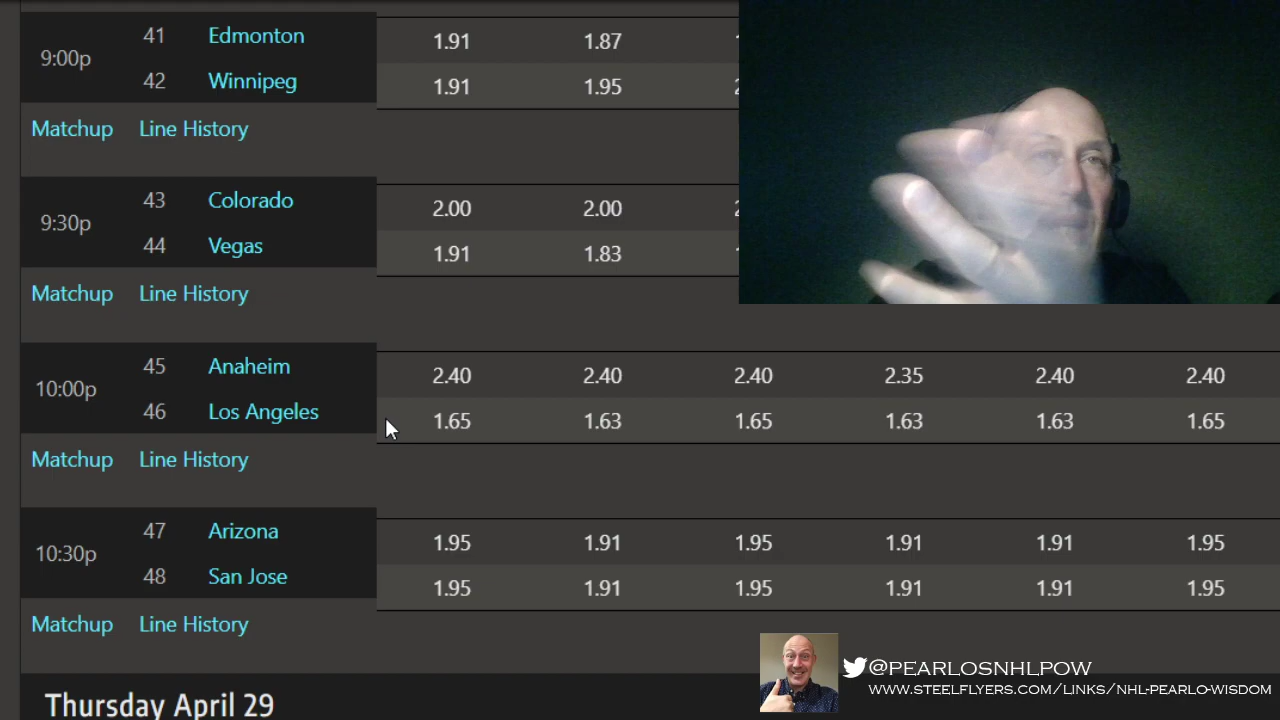 9:00p 41 Edmonton 1.91 1.87
42 Winnipeg 1.91 1.95
Matchup Line History
9:30p 43 Colorado 2.00 2.00
44 Vegas 1.91 1.83
Matchup Line History
10:00p 45 Anaheim 2.40 2.40 2.40 2.35 2.40 2.40
46 Los Angeles 1.65 1.63 1.65 1.63 1.63 1.65
Matchup Line History
10:30p 47 Arizona 1.95 1.91 1.95 1.91 1.91 1.95
48 San Jose 1.95 1.91 1.95 1.91 1.91 1.95
Matchup Line History
@PEARLOSNHLPOW
WWW.STEELFLYERS.COM/LINKS/NHL-PEARLO-WISDOM
Thursday April 29